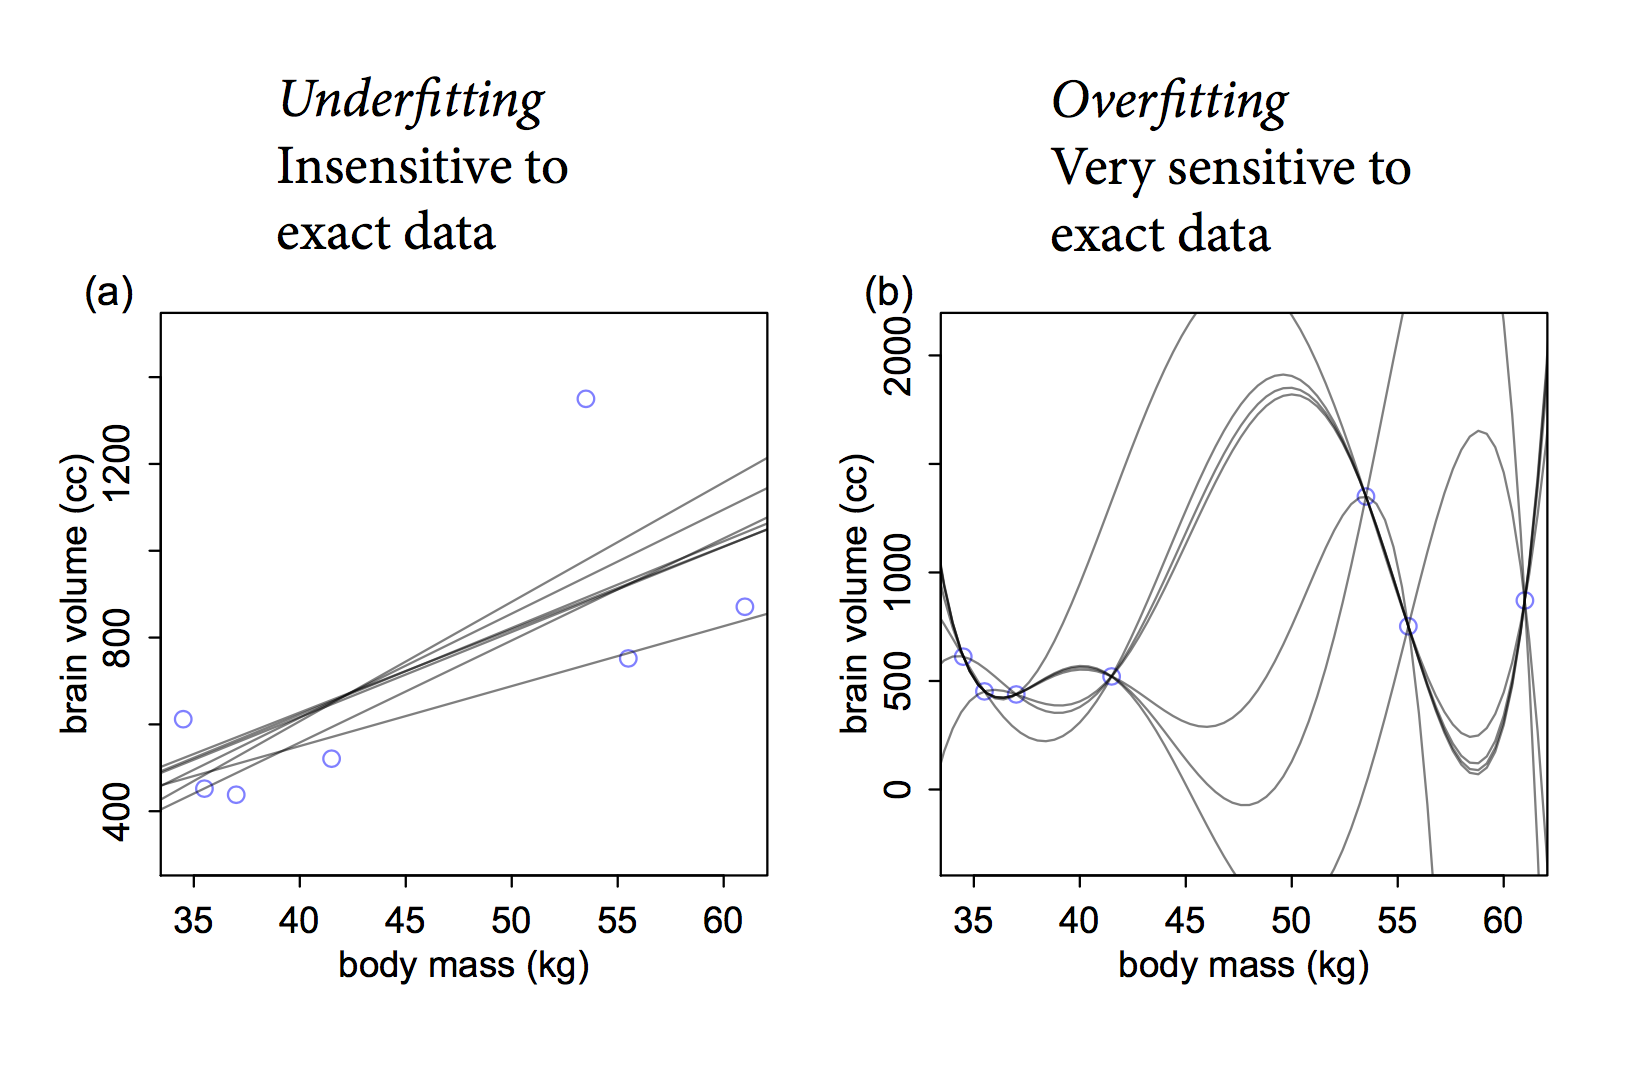 Underfitting
Insensitive to
exact data
Overfitting
Very sensitive to
exact data
(a)
brain volume (cc)
400
800
1200
35 40 45 50 55 60
body mass (kg)
(b)
brain volume (cc)
0
500
1000
2000
35 40 45 50 55 60
body mass (kg)